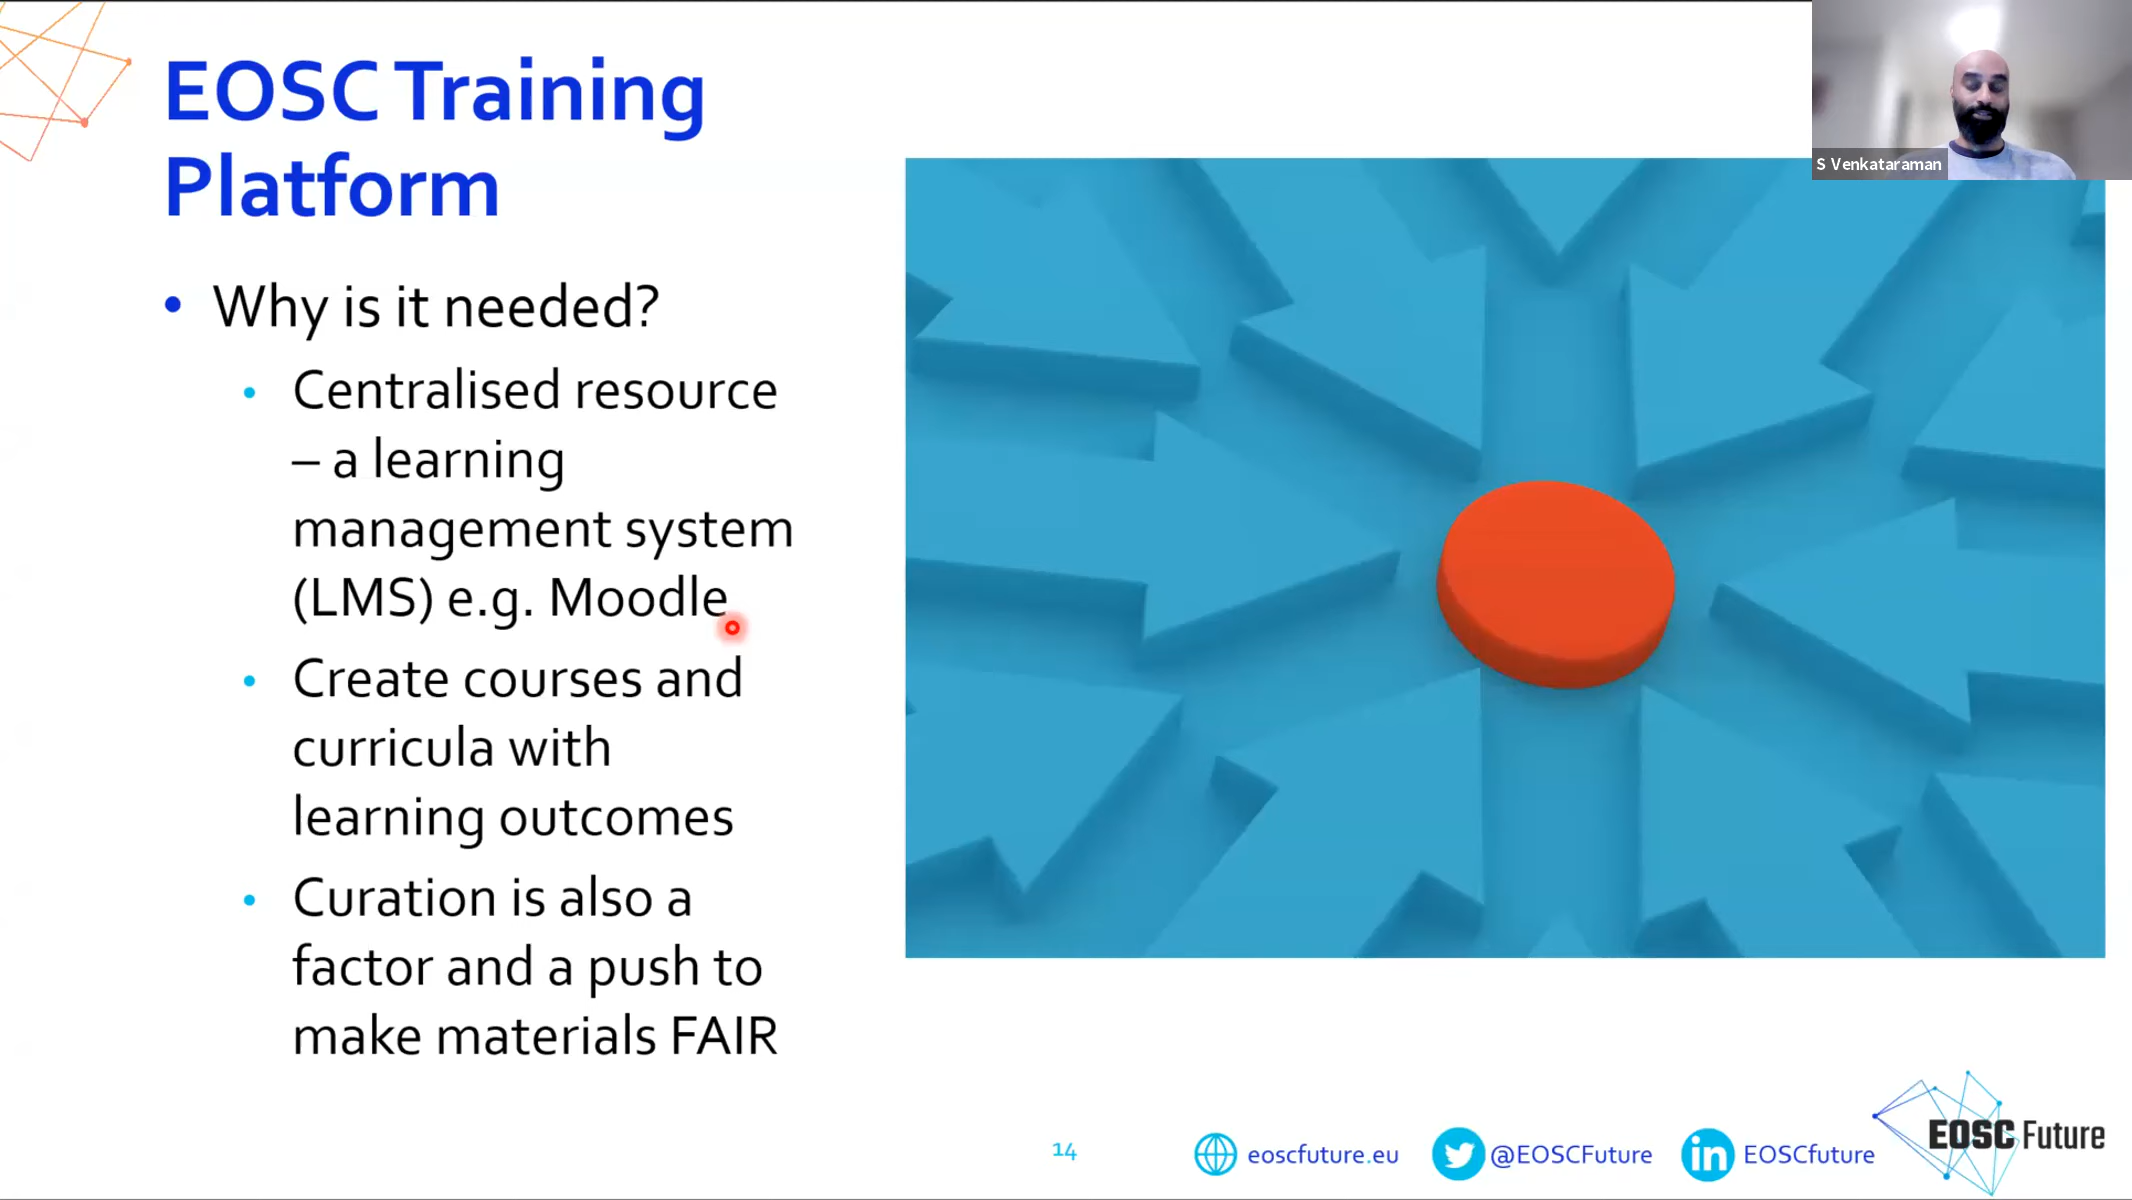 EOSC Training
Platform
S Venkataraman
• Why is it needed?
• Centralised resource
– a learning
management system
(LMS) e.g. Moodle
• Create courses and
curricula with
learning outcomes
• Curation is also a
factor and a push to
make materials FAIR
14
eoscfuture.eu
@EOSCFuture
in
EOSCfuture
EOSC Future